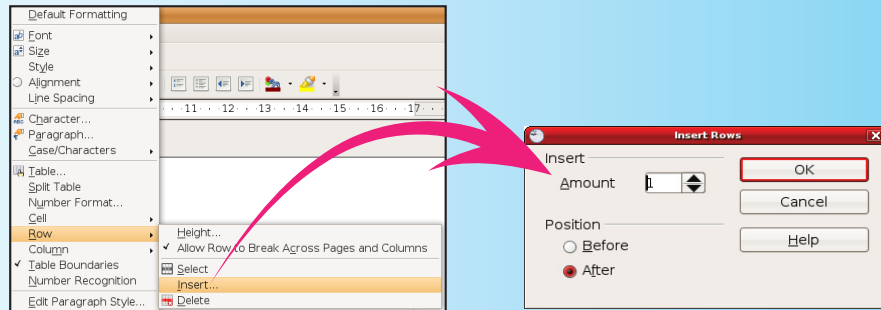 Default Formatting
Font
Size
Style
Alignment
Line Spacing
Character...
Paragraph...
Case/Characters
Table...
Split Table
Number Format...
Cell
Row
Column
Table Boundaries
Number Recognition
Edit Paragraph Style...
11 · 12 · 13 · 14 · 15 · 16 · 17
Height...
Allow Row to Break Across Pages and Columns
Select
Insert...
Delete
Insert Rows
Insert
Amount 1
Position
Before
After
OK
Cancel
Help